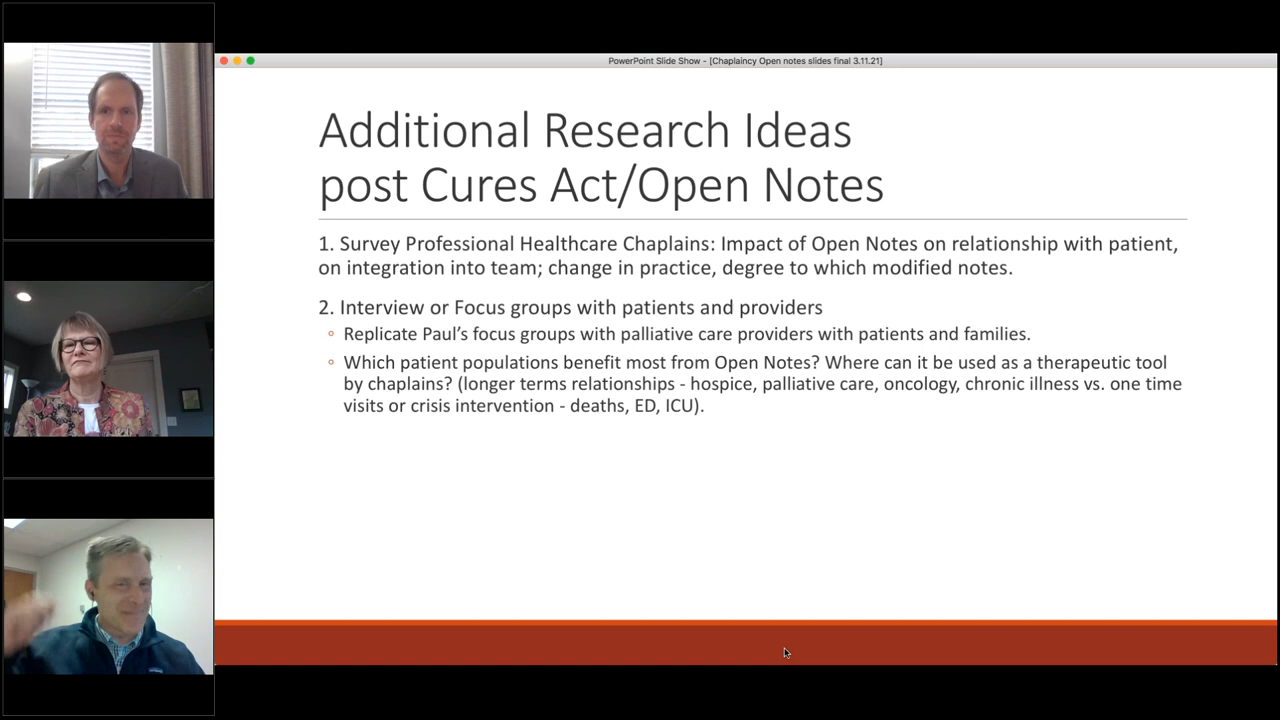 PowerPoint Slide Show - [Chaplaincy Open notes slides final 3.11.21]
Additional Research Ideas
post Cures Act/Open Notes
1. Survey Professional Healthcare Chaplains: Impact of Open Notes on relationship with patient,
on integration into team; change in practice, degree to which modified notes.
2. Interview or Focus groups with patients and providers
◦ Replicate Paul's focus groups with palliative care providers with patients and families.
◦ Which patient populations benefit most from Open Notes? Where can it be used as a therapeutic tool
by chaplains? (longer terms relationships - hospice, palliative care, oncology, chronic illness vs. one time
visits or crisis intervention - deaths, ED, ICU).